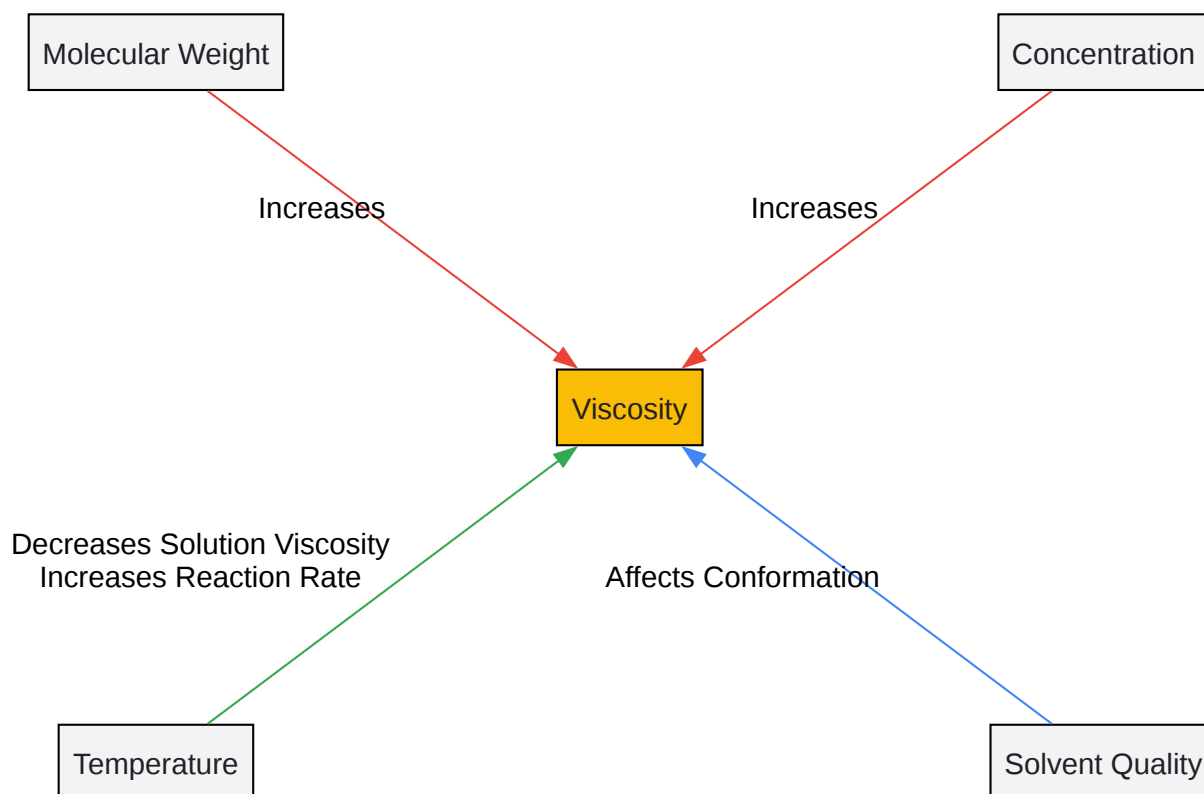 Molecular Weight
Concentration
Increases
Increases
Viscosity
Decreases Solution Viscosity
Increases Reaction Rate
Affects Conformation
Temperature
Solvent Quality